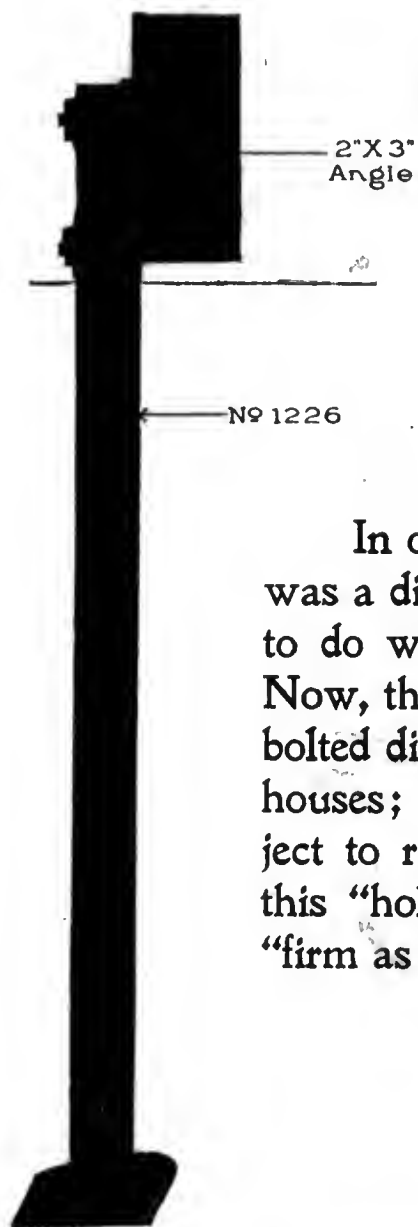 2"X3"
Angle
Nº 1226
In o
was a di
to do w
Now, th
bolted di
houses;
ject to r
this “hol
“firm as